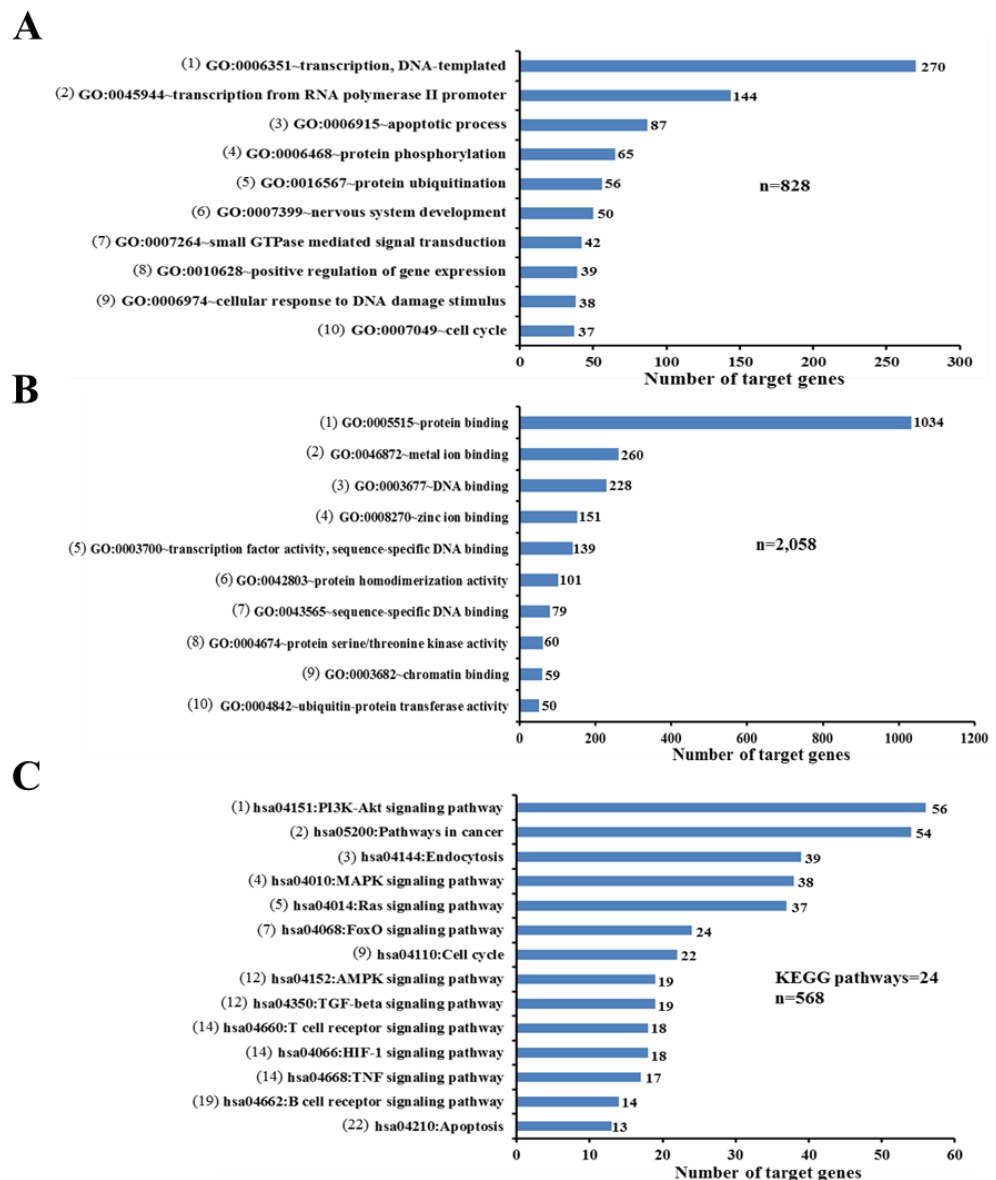 A
(1) GO:0006351~transcription, DNA-templated 270
(2) GO:0045944~transcription from RNA polymerase II promoter 144
(3) GO:0006915~apoptotic process 87
(4) GO:0006468~protein phosphorylation 65
(5) GO:0016567~protein ubiquitination 56
n=828
(6) GO:0007399~nervous system development 50
(7) GO:0007264~small GTPase mediated signal transduction 42
(8) GO:0010628~positive regulation of gene expression 39
(9) GO:0006974~cellular response to DNA damage stimulus 38
(10) GO:0007049~cell cycle 37
0 50 100 150 200 250 300
Number of target genes
B
(1) GO:0005515~protein binding 1034
(2) GO:0046872~metal ion binding 260
(3) GO:0003677~DNA binding 228
(4) GO:0008270~zinc ion binding 151
(5) GO:0003700~transcription factor activity, sequence-specific DNA binding 139
n=2,058
(6) GO:0042803~protein homodimerization activity 101
(7) GO:0043565~sequence-specific DNA binding 79
(8) GO:0004674~protein serine/threonine kinase activity 60
(9) GO:0003682~chromatin binding 59
(10) GO:0004842~ubiquitin-protein transferase activity 50
0 200 400 600 800 1000 1200
Number of target genes
C
(1) hsa04151:PI3K-Akt signaling pathway 56
(2) hsa05200:Pathways in cancer 54
(3) hsa04144:Endocytosis 39
(4) hsa04010:MAPK signaling pathway 38
(5) hsa04014:Ras signaling pathway 37
(7) hsa04068:FoxO signaling pathway 24
(9) hsa04110:Cell cycle 22
(12) hsa04152:AMPK signaling pathway 19
KEGG pathways=24
n=568
(12) hsa04350:TGF-beta signaling pathway 19
(14) hsa04660:T cell receptor signaling pathway 18
(14) hsa04066:HIF-1 signaling pathway 18
(14) hsa04668:TNF signaling pathway 17
(19) hsa04662:B cell receptor signaling pathway 14
(22) hsa04210:Apoptosis 13
0 10 20 30 40 50 60
Number of target genes